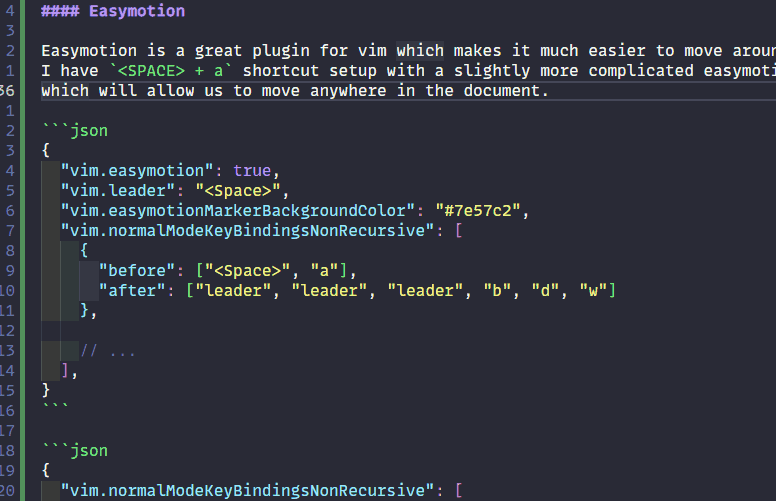 4 #### Easymotion
3
2 Easymotion is a great plugin for vim which makes it much easier to move
1 I have `<SPACE> + a` shortcut setup with a slightly more complicated
36 which will allow us to move anywhere in the document.
1
2 ```json
3 {
4 "vim.easymotion": true,
5 "vim.leader": "<Space>",
6 "vim.easymotionMarkerBackgroundColor": "#7e57c2",
7 "vim.normalModeKeyBindingsNonRecursive": [
8 {
9 "before": ["<Space>", "a"],
10 "after": ["leader", "leader", "leader", "b", "d", "w"]
11 },
12
13 // ...
14 ],
15 }
16 ```
17
18 ```json
19 {
20 "vim.normalModeKeyBindingsNonRecursive": [